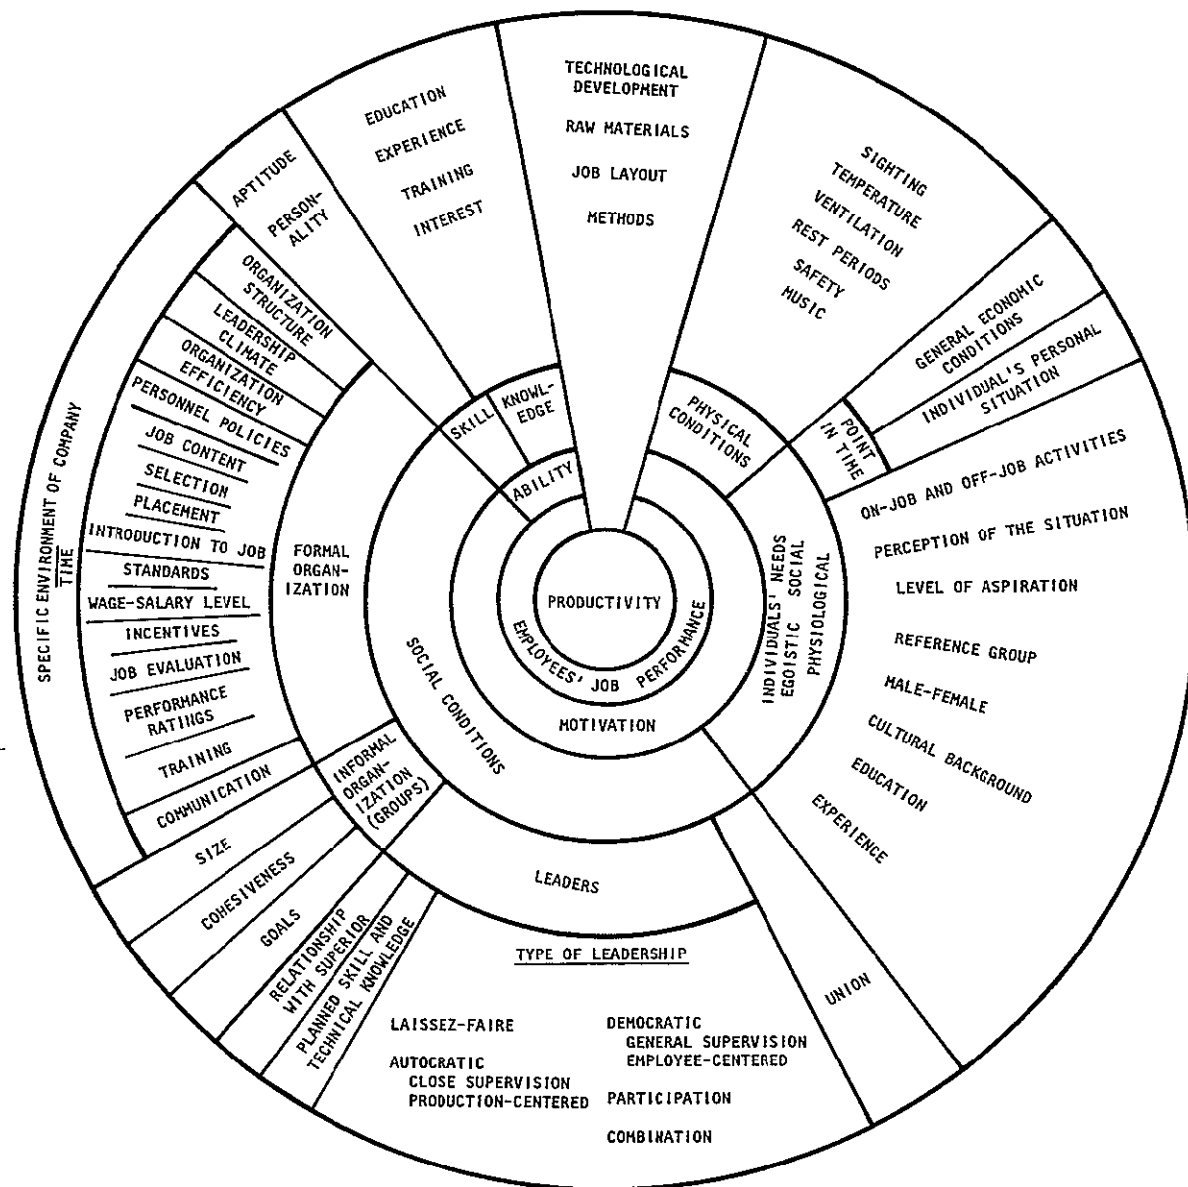 TECHNOLOGICAL
DEVELOPMENT
RAW MATERIALS
JOB LAYOUT
METHODS
SIGHTING
TEMPERATURE
VENTILATION
REST PERIODS
SAFETY
MUSIC
GENERAL ECONOMIC
CONDITIONS
INDIVIDUAL'S PERSONAL
SITUATION
POINT
IN TIME
PHYSICAL
CONDITIONS
ON-JOB AND OFF-JOB ACTIVITIES
PERCEPTION OF THE SITUATION
LEVEL OF ASPIRATION
REFERENCE GROUP
MALE-FEMALE
CULTURAL BACKGROUND
EDUCATION
EXPERIENCE
INDIVIDUALS' NEEDS
EGOISTIC SOCIAL
PHYSIOLOGICAL
UNION
LEADERS
TYPE OF LEADERSHIP
LAISSEZ-FAIRE
AUTOCRATIC
CLOSE SUPERVISION
PRODUCTION-CENTERED
DEMOCRATIC
GENERAL SUPERVISION
EMPLOYEE-CENTERED
PARTICIPATION
COMBINATION
PLANNED SKILL AND
TECHNICAL KNOWLEDGE
RELATIONSHIP
WITH SUPERIOR
GOALS
COHESIVENESS
SIZE
INFORMAL
ORGAN-
IZATION
(GROUPS)
SPECIFIC ENVIRONMENT OF COMPANY
TIME
ORGANIZATION
STRUCTURE
LEADERSHIP
CLIMATE
ORGANIZATION
EFFICIENCY
PERSONNEL POLICIES
JOB CONTENT
SELECTION
PLACEMENT
INTRODUCTION TO JOB
STANDARDS
WAGE-SALARY LEVEL
INCENTIVES
JOB EVALUATION
PERFORMANCE
RATINGS
TRAINING
COMMUNICATION
FORMAL
ORGAN-
IZATION
SOCIAL CONDITIONS
APTITUDE
PERSON-
ALITY
EDUCATION
EXPERIENCE
TRAINING
INTEREST
SKILL
KNOWL-
EDGE
ABILITY
MOTIVATION
EMPLOYEES' JOB PERFORMANCE
PRODUCTIVITY